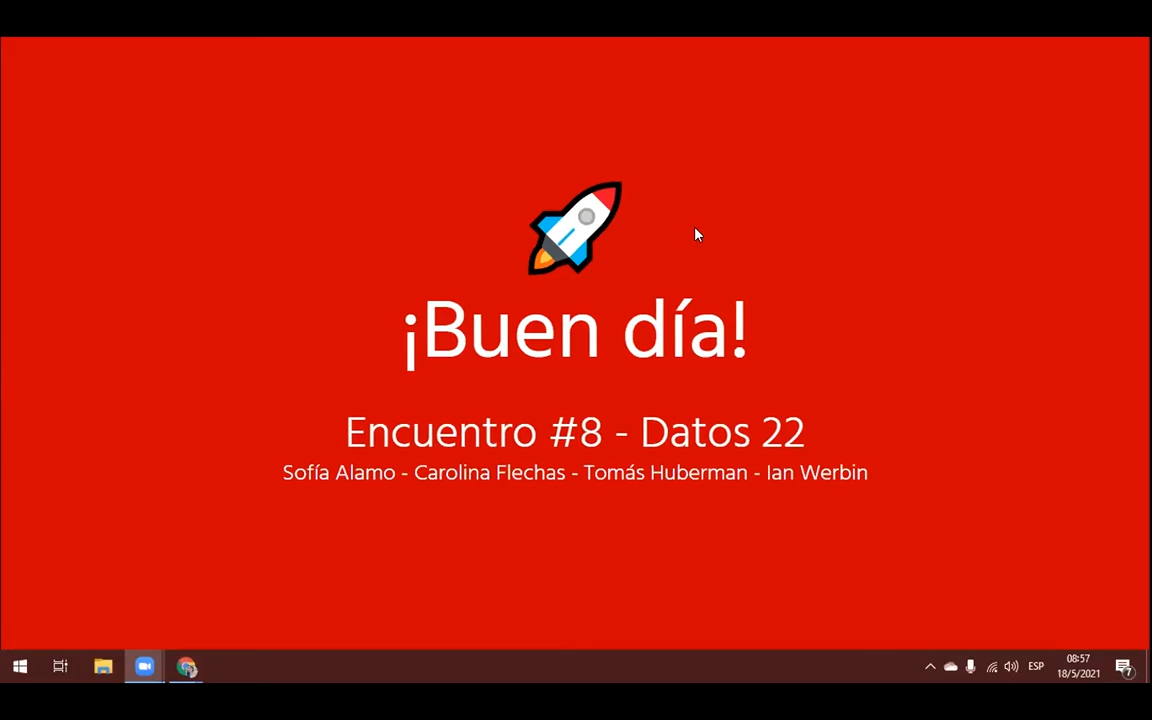 ¡Buen día!
Encuentro #8 - Datos 22
Sofía Alamo - Carolina Flechas - Tomás Huberman - Ian Werbin
ESP
08:57
18/5/2021
7